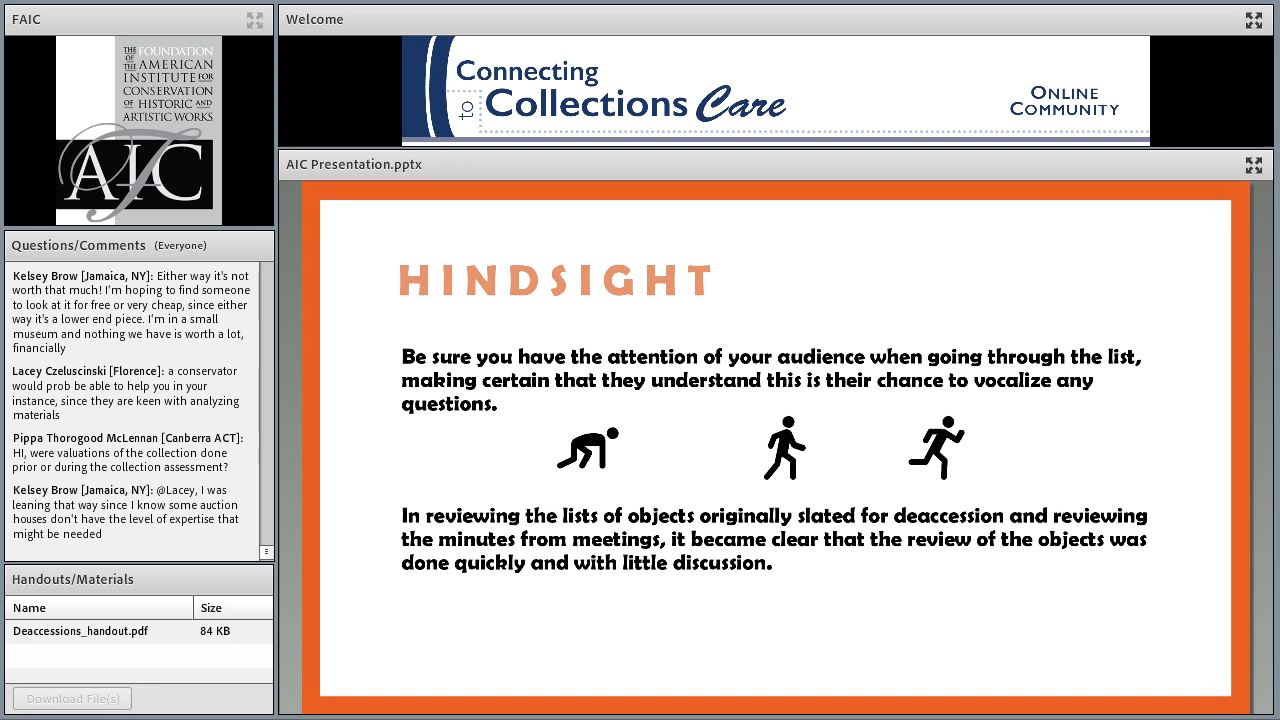 FAIC
THE FOUNDATION
OF THE AMERICAN
INSTITUTE FOR
CONSERVATION
OF HISTORIC AND
ARTISTIC WORKS
AIC
Welcome
Connecting
to Collections Care
ONLINE
COMMUNITY
Questions/Comments (Everyone)
Kelsey Brow [Jamaica, NY]: Either way it's not
worth that much! I'm hoping to find someone
to look at it for free or very cheap, since either
way it's a lower end piece. I'm in a small
museum and nothing we have is worth a lot,
financially
Lacey Czeluscinski [Florence]: a conservator
would prob be able to help you in your
instance, since they are keen with analyzing
materials
Pippa Thorogood McLennan [Canberra ACT]:
HI, were valuations of the collection done
prior or during the collection assessment?
Kelsey Brow [Jamaica, NY]: @Lacey, I was
leaning that way since I know some auction
houses don't have the level of expertise that
might be needed
Handouts/Materials
Name Size
Deaccessions_handout.pdf 84 KB
Download File(s)
AIC Presentation.pptx
HINDSIGHT
Be sure you have the attention of your audience when going through the list,
making certain that they understand this is their chance to vocalize any
questions.
In reviewing the lists of objects originally slated for deaccession and reviewing
the minutes from meetings, it became clear that the review of the objects was
done quickly and with little discussion.